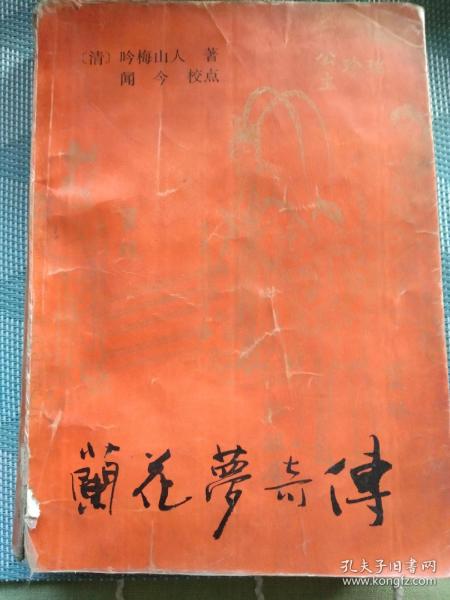 〔清〕吟梅山人 著
闻今 校点
蘭花夢奇傳
孔夫子旧书网
www.kongfz.com